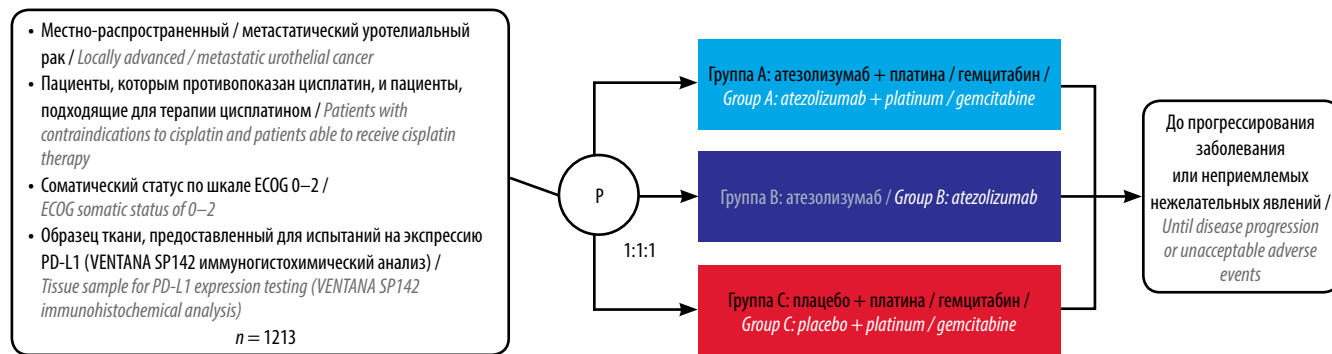 • Местно-распространенный / метастатический уротелиальный
рак / Locally advanced / metastatic urothelial cancer
• Пациенты, которым противопоказан цисплатин, и пациенты,
подходящие для терапии цисплатином / Patients with
contraindications to cisplatin and patients able to receive cisplatin
therapy
• Соматический статус по шкале ECOG 0–2 /
ECOG somatic status of 0–2
• Образец ткани, предоставленный для испытаний на экспрессию
PD-L1 (VENTANA SP142 иммуногистохимический анализ) /
Tissue sample for PD-L1 expression testing (VENTANA SP142
immunohistochemical analysis)
n = 1213
Р
1:1:1
Группа А: атезолизумаб + платина / гемцитабин /
Group A: atezolizumab + platinum / gemcitabine
Группа В: атезолизумаб / Group B: atezolizumab
Группа С: плацебо + платина / гемцитабин /
Group C: placebo + platinum / gemcitabine
До прогрессирования
заболевания
или неприемлемых
нежелательных явлений /
Until disease progression
or unacceptable adverse
events